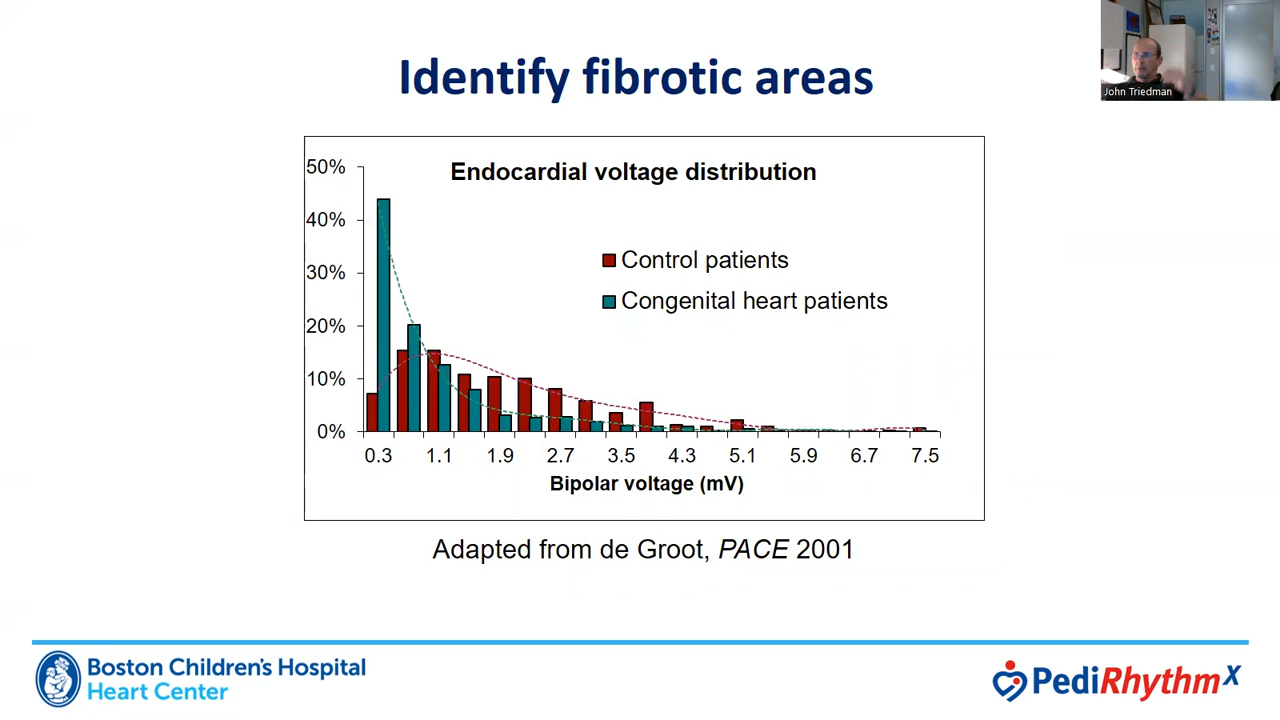 Identify fibrotic areas
John Triedman
Endocardial voltage distribution
50%
40%
30%
20%
10%
0%
Control patients
Congenital heart patients
0.3 1.1 1.9 2.7 3.5 4.3 5.1 5.9 6.7 7.5
Bipolar voltage (mV)
Adapted from de Groot, PACE 2001
Boston Children's Hospital
Heart Center
PediRhythmX